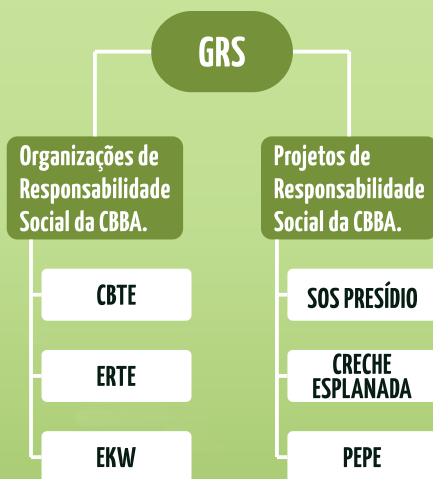 GRS
Organizações de
Responsabilidade
Social da CBBA.
CBTE
ERTE
EKW
Projetos de
Responsabilidade
Social da CBBA.
SOS PRESÍDIO
CRECHE
ESPLANADA
PEPE